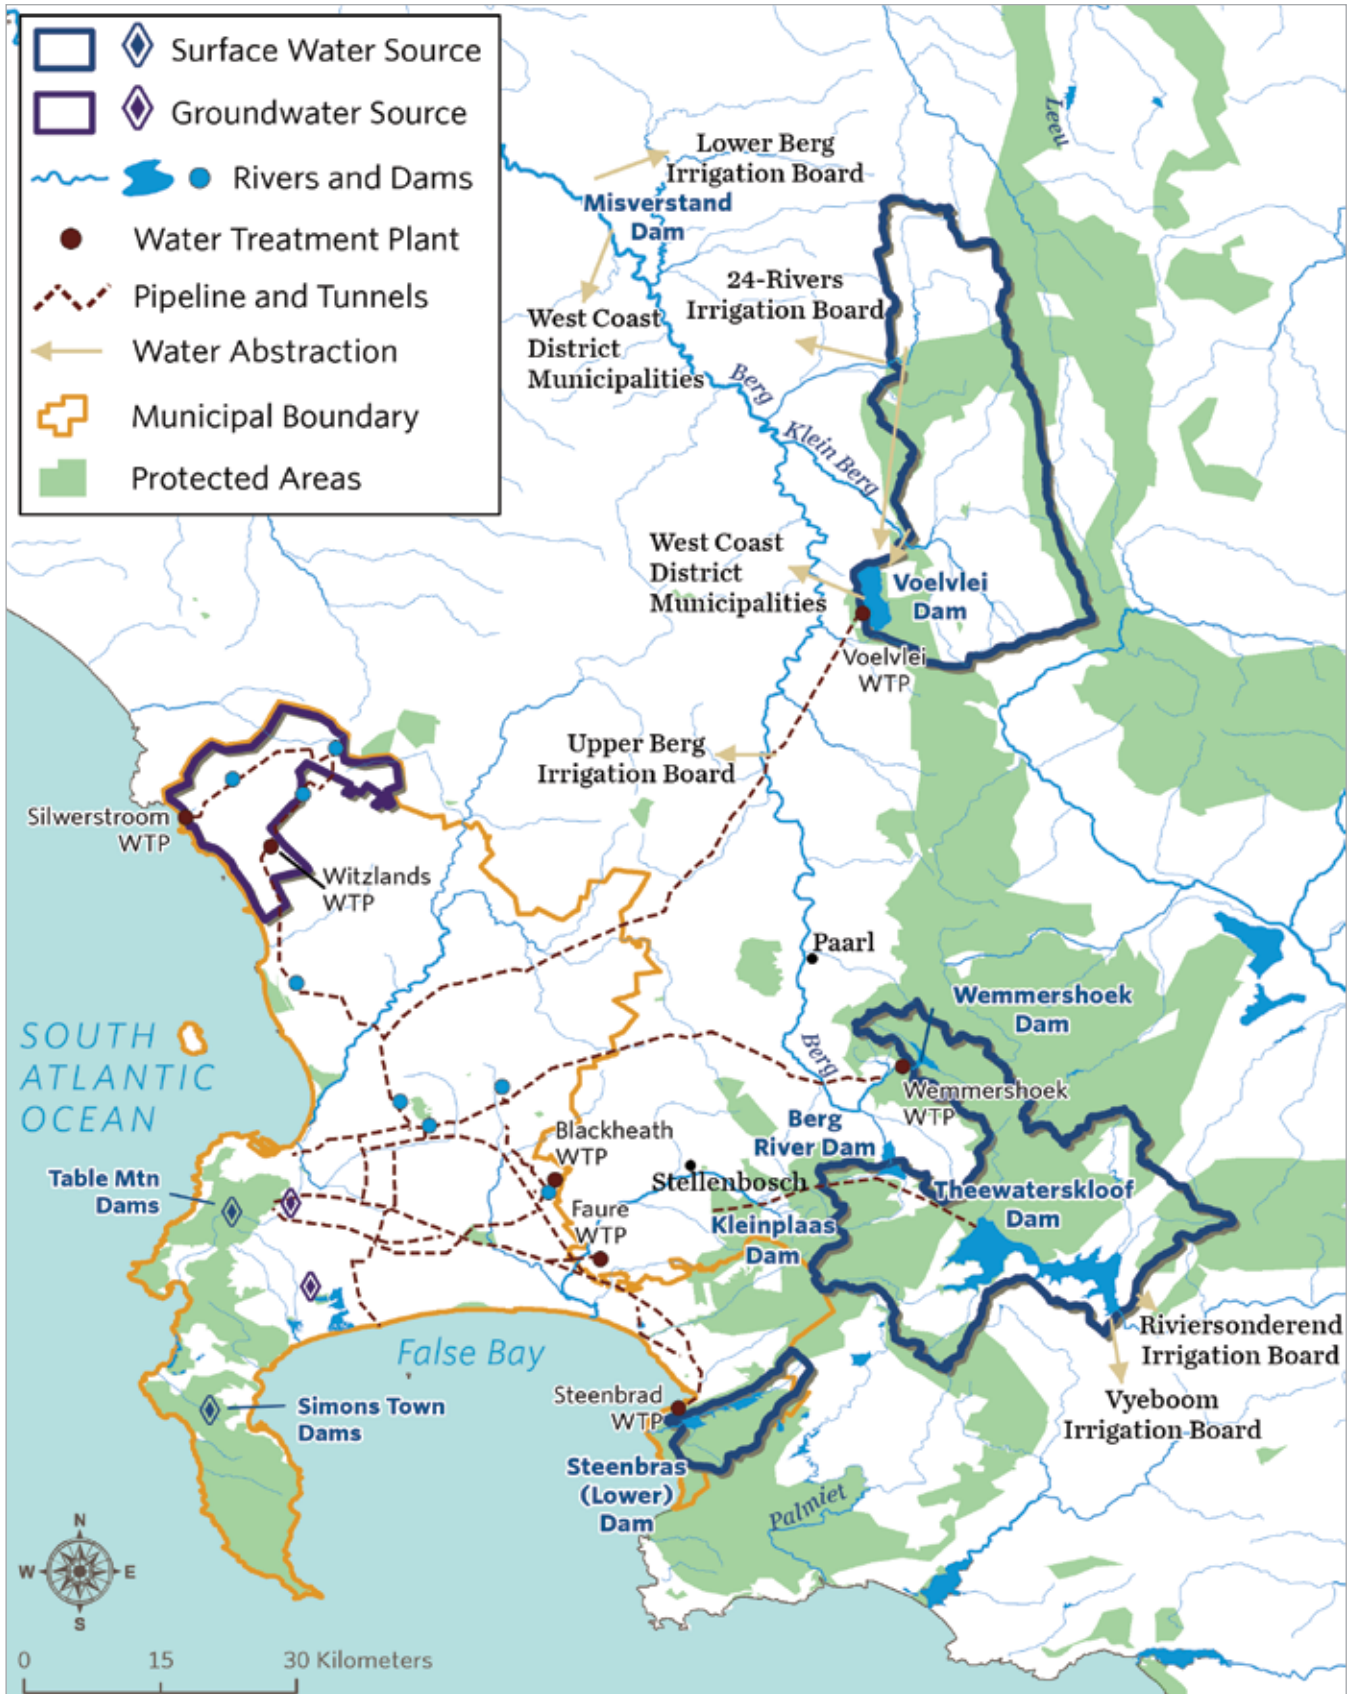 Surface Water Source
Groundwater Source
Rivers and Dams
Water Treatment Plant
Pipeline and Tunnels
Water Abstraction
Municipal Boundary
Protected Areas
Leeu
Lower Berg
Irrigation Board
Misverstand
Dam
24-Rivers
Irrigation Board
West Coast
District
Municipalities
Berg
Klein Berg
West Coast
District
Municipalities
Voelvlei
Dam
Voelvlei
WTP
Upper Berg
Irrigation Board
Silwerstroom
WTP
Witzlands
WTP
Paarl
Wemmershoek
Dam
SOUTH
ATLANTIC
OCEAN
Berg
Wemmershoek
WTP
Berg
River Dam
Blackheath
WTP
Stellenbosch
Table Mtn
Dams
Theewaterskloof
Dam
Faure
WTP
Kleinplaas
Dam
Riviersonderend
Irrigation Board
False Bay
Vyeboom
Irrigation Board
Steenbrad
WTP
Simons Town
Dams
Steenbras
(Lower)
Dam
Palmiet
N
W
E
S
0 15 30 Kilometers